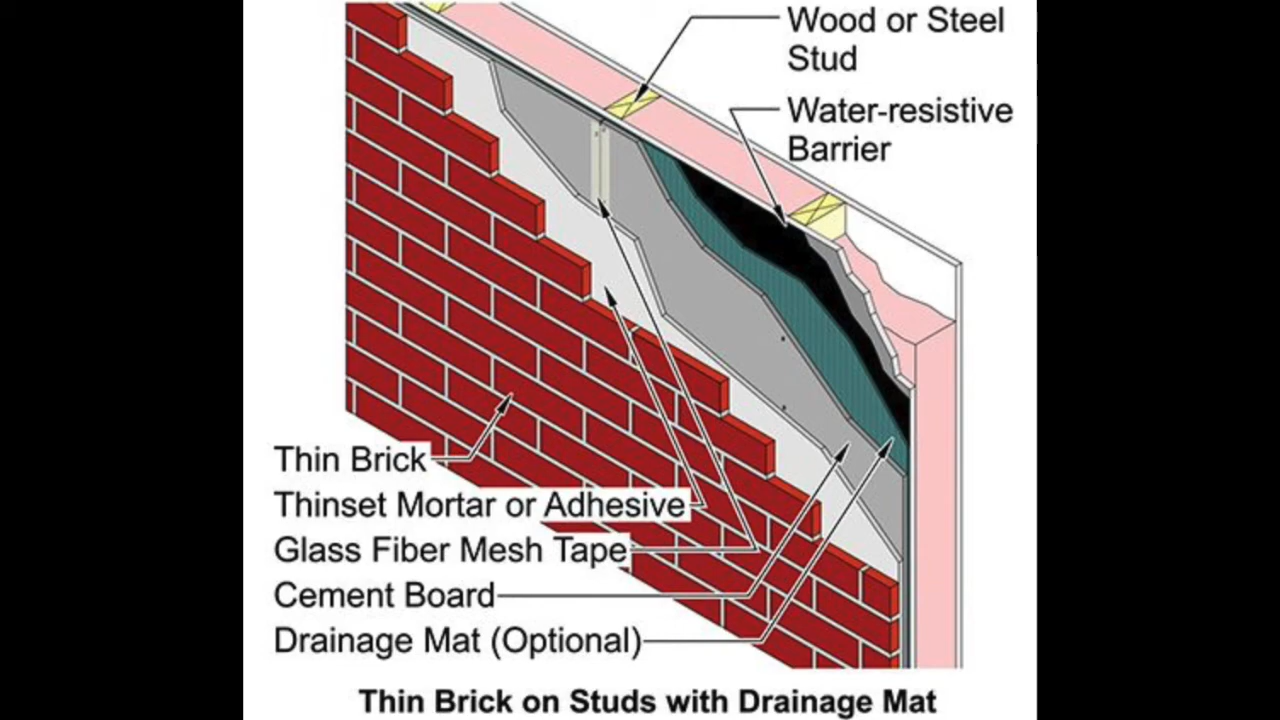 Wood or Steel
Stud
Water-resistive
Barrier
Thin Brick
Thinset Mortar or Adhesive
Glass Fiber Mesh Tape
Cement Board
Drainage Mat (Optional)
Thin Brick on Studs with Drainage Mat